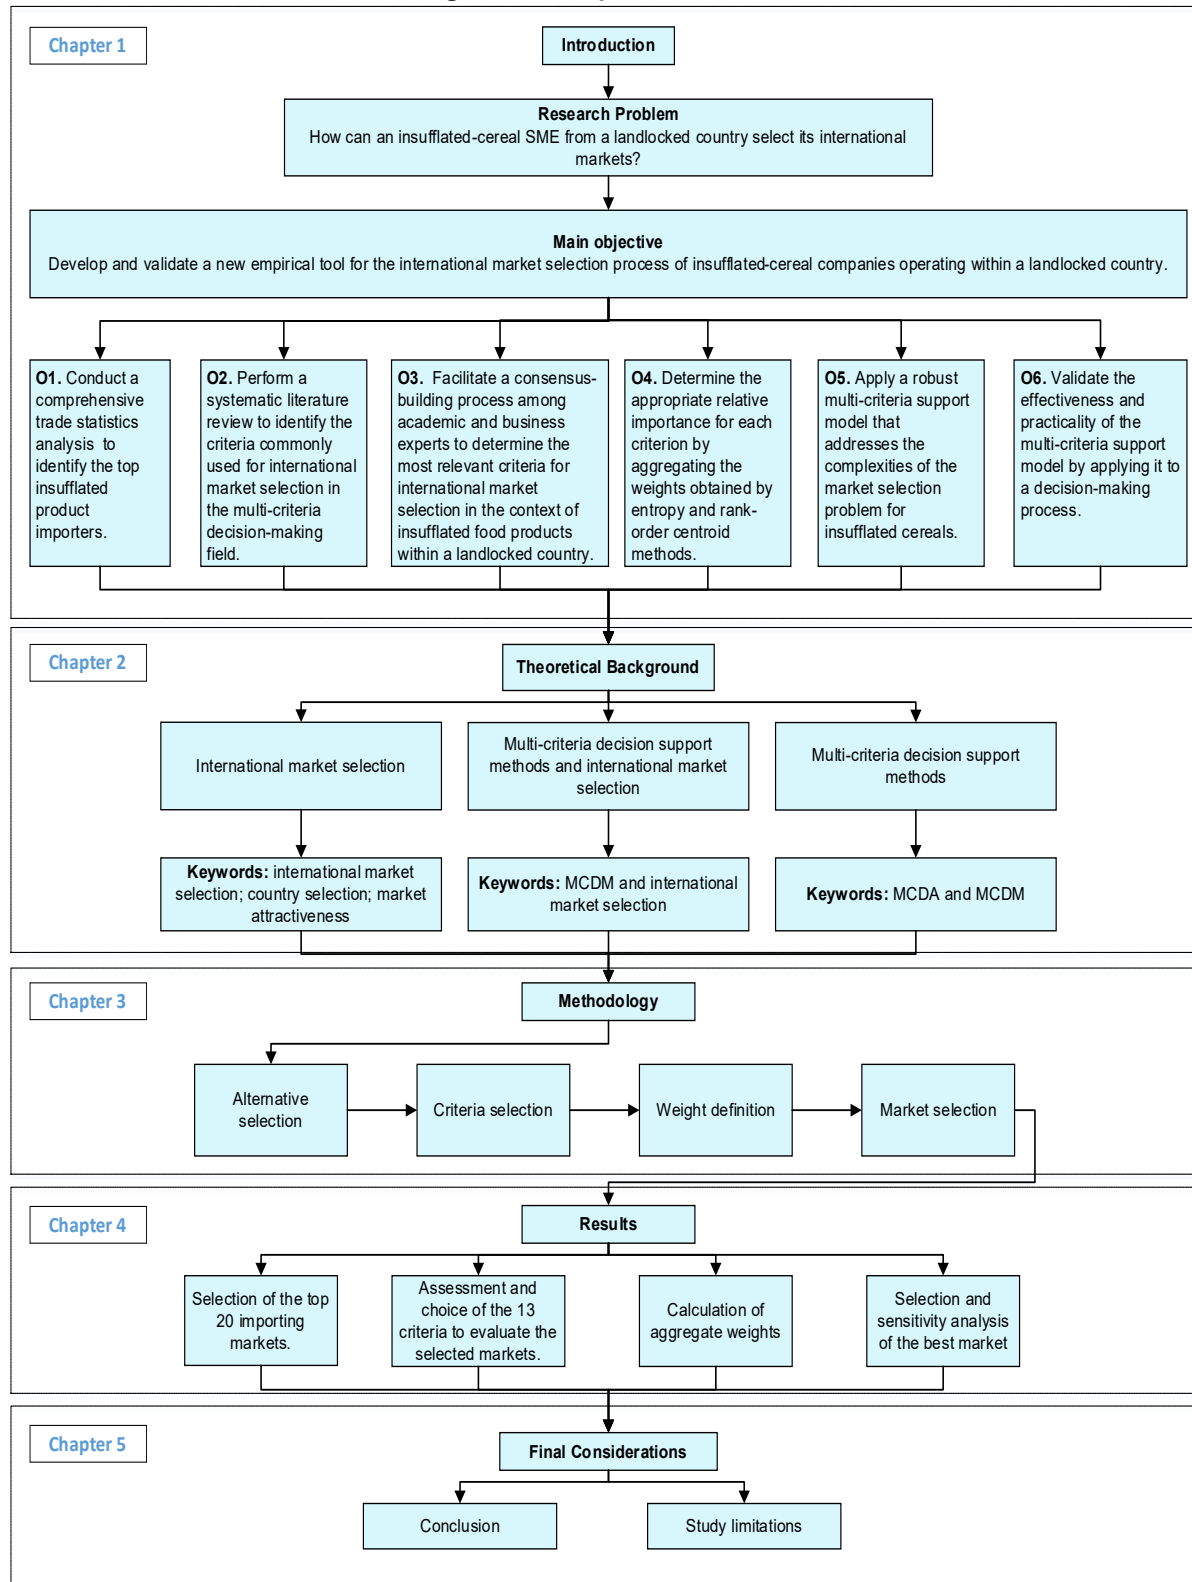 Chapter 1
Introduction
Research Problem
How can an insufflated-cereal SME from a landlocked country select its international
markets?
Main objective
Develop and validate a new empirical tool for the international market selection process of insufflated-cereal companies operating within a landlocked country.
O1. Conduct a
comprehensive
trade statistics
analysis to
identify the top
insufflated
product
importers.
O2. Perform a
systematic literature
review to identify the
criteria commonly
used for international
market selection in
the multi-criteria
decision-making
field.
O3. Facilitate a consensus-
building process among
academic and business
experts to determine the
most relevant criteria for
international market
selection in the context of
insufflated food products
within a landlocked country.
O4. Determine the
appropriate relative
importance for each
criterion by
aggregating the
weights obtained by
entropy and rank-
order centroid
methods.
O5. Apply a robust
multi-criteria support
model that
addresses the
complexities of the
market selection
problem for
insufflated cereals.
O6. Validate the
effectiveness and
practicality of the
multi-criteria support
model by applying it to
a decision-making
process.
Chapter 2
Theoretical Background
International market selection
Multi-criteria decision support
methods and international market
selection
Multi-criteria decision support
methods
Keywords: international market
selection; country selection; market
attractiveness
Keywords: MCDM and international
market selection
Keywords: MCDA and MCDM
Chapter 3
Methodology
Alternative
selection
Criteria selection
Weight definition
Market selection
Chapter 4
Results
Selection of the top
20 importing
markets.
Assessment and
choice of the 13
criteria to evaluate the
selected markets.
Calculation of
aggregate weights
Selection and
sensitivity analysis
of the best market
Chapter 5
Final Considerations
Conclusion
Study limitations